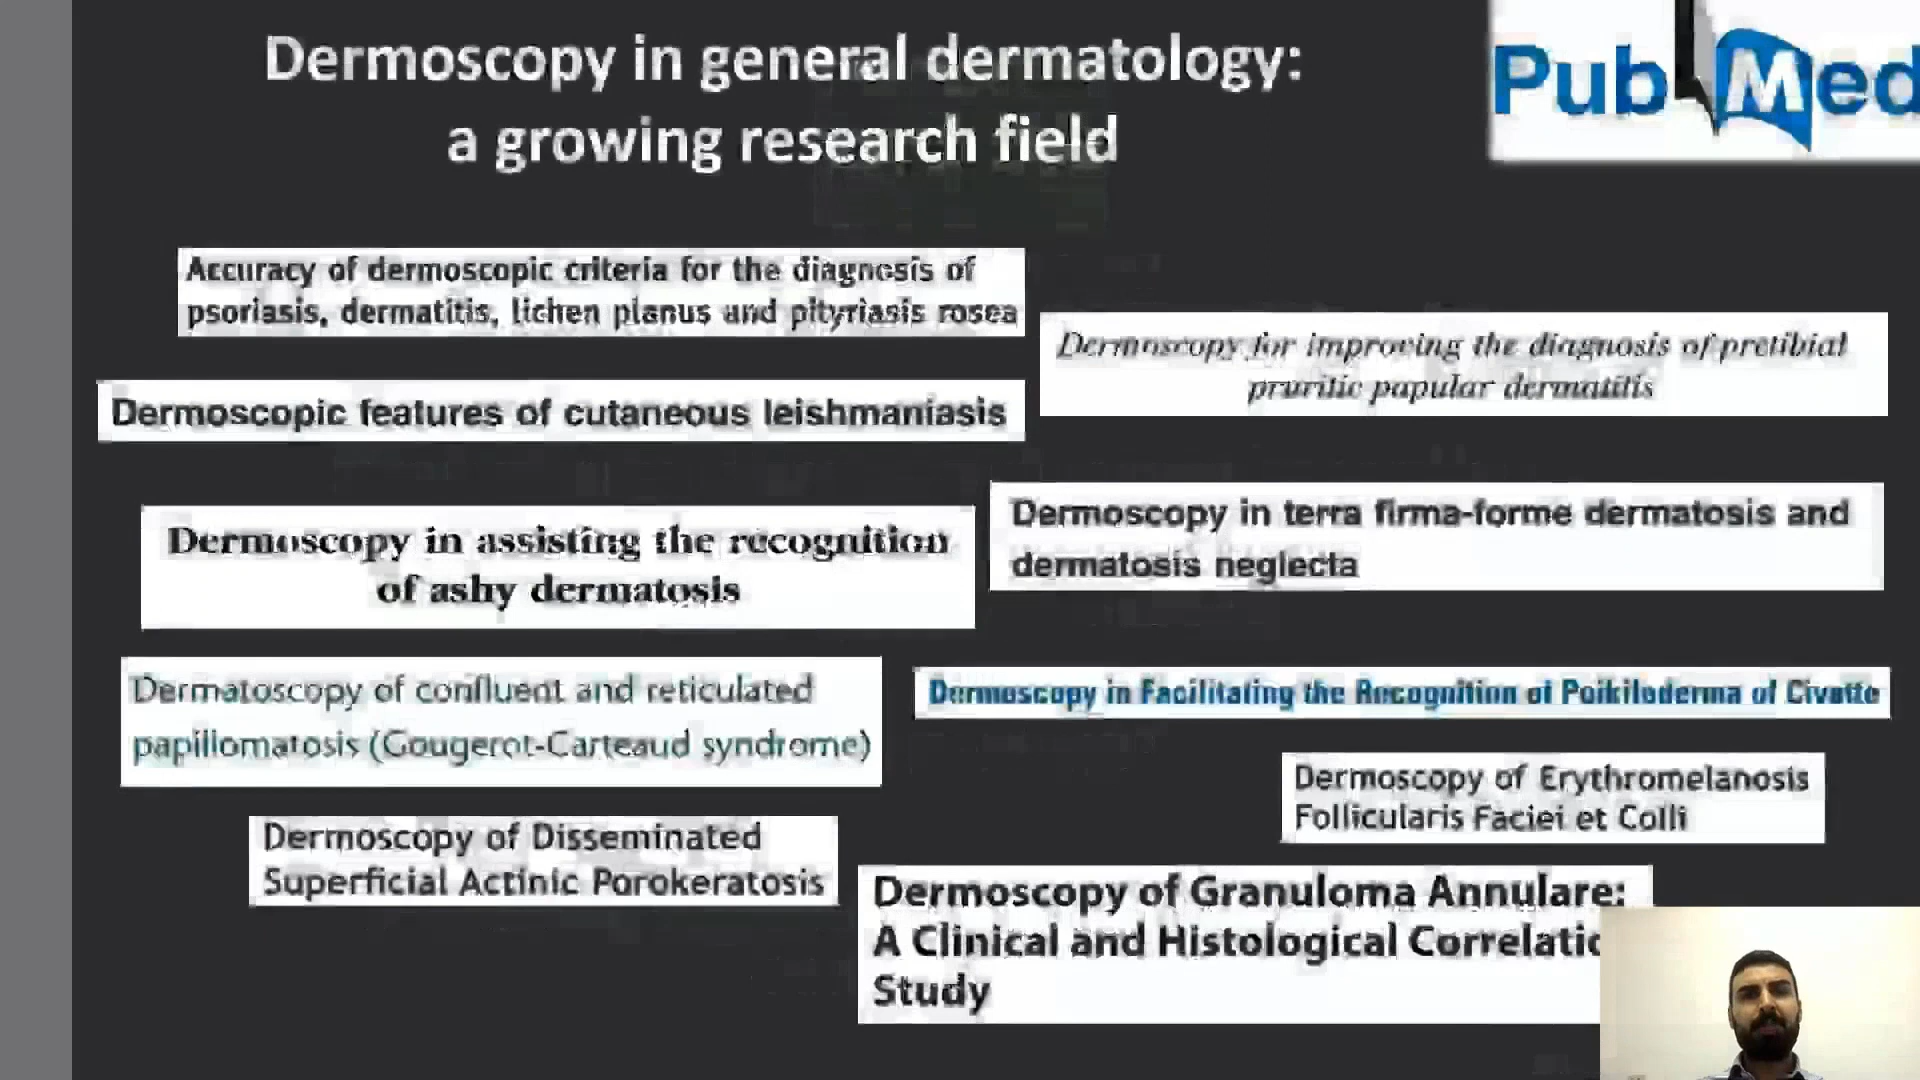 Dermoscopy in general dermatology:
a growing research field
PubMed
Accuracy of dermoscopic criteria for the diagnosis of
psoriasis, dermatitis, lichen planus and pityriasis rosea
Dermoscopy for improving the diagnosis of pretibial
pruritic papular dermatitis
Dermoscopic features of cutaneous leishmaniasis
Dermoscopy in assisting the recognition
of ashy dermatosis
Dermoscopy in terra firma-forme dermatosis and
dermatosis neglecta
Dermatoscopy of confluent and reticulated
papillomatosis (Gougerot-Carteaud syndrome)
Dermoscopy in Facilitating the Recognition of Poikiloderma of Civatte
Dermoscopy of Erythromelanosis
Follicularis Faciei et Colli
Dermoscopy of Disseminated
Superficial Actinic Porokeratosis
Dermoscopy of Granuloma Annulare:
A Clinical and Histological Correlatio
Study